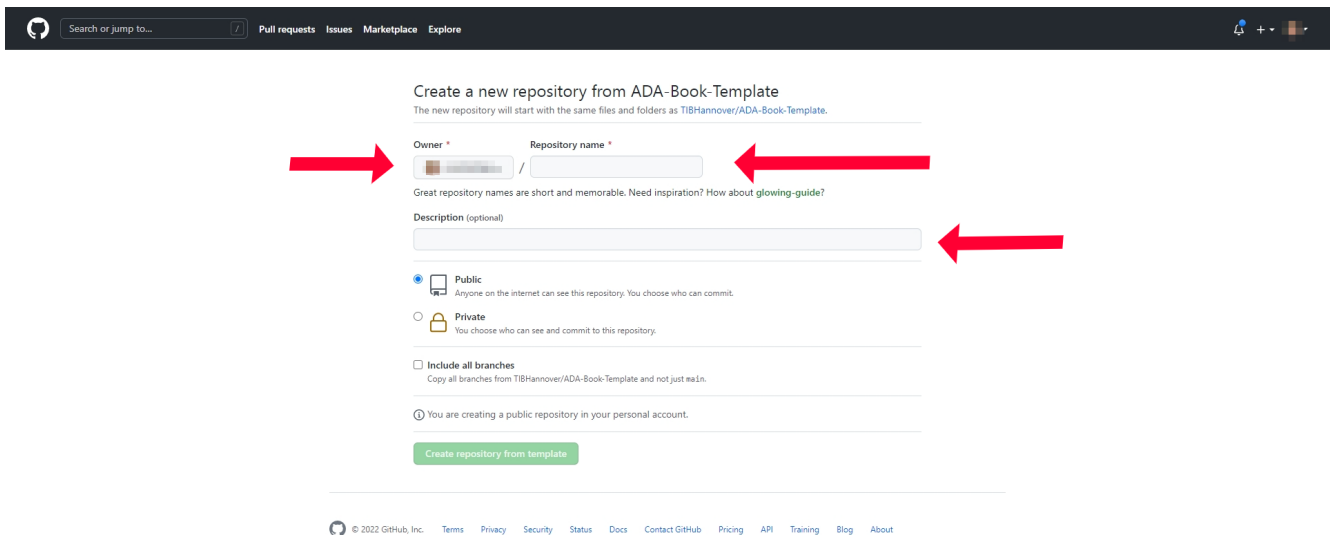 Search or jump to... /
Pull requests Issues Marketplace Explore
Create a new repository from ADA-Book-Template
The new repository will start with the same files and folders as TIBHannover/ADA-Book-Template.
Owner * Repository name *
/
Great repository names are short and memorable. Need inspiration? How about glowing-guide?
Description (optional)
Public
Anyone on the internet can see this repository. You choose who can commit.
Private
You choose who can see and commit to this repository.
Include all branches
Copy all branches from TIBHannover/ADA-Book-Template and not just main.
You are creating a public repository in your personal account.
Create repository from template
© 2022 GitHub, Inc. Terms Privacy Security Status Docs Contact GitHub Pricing API Training Blog About